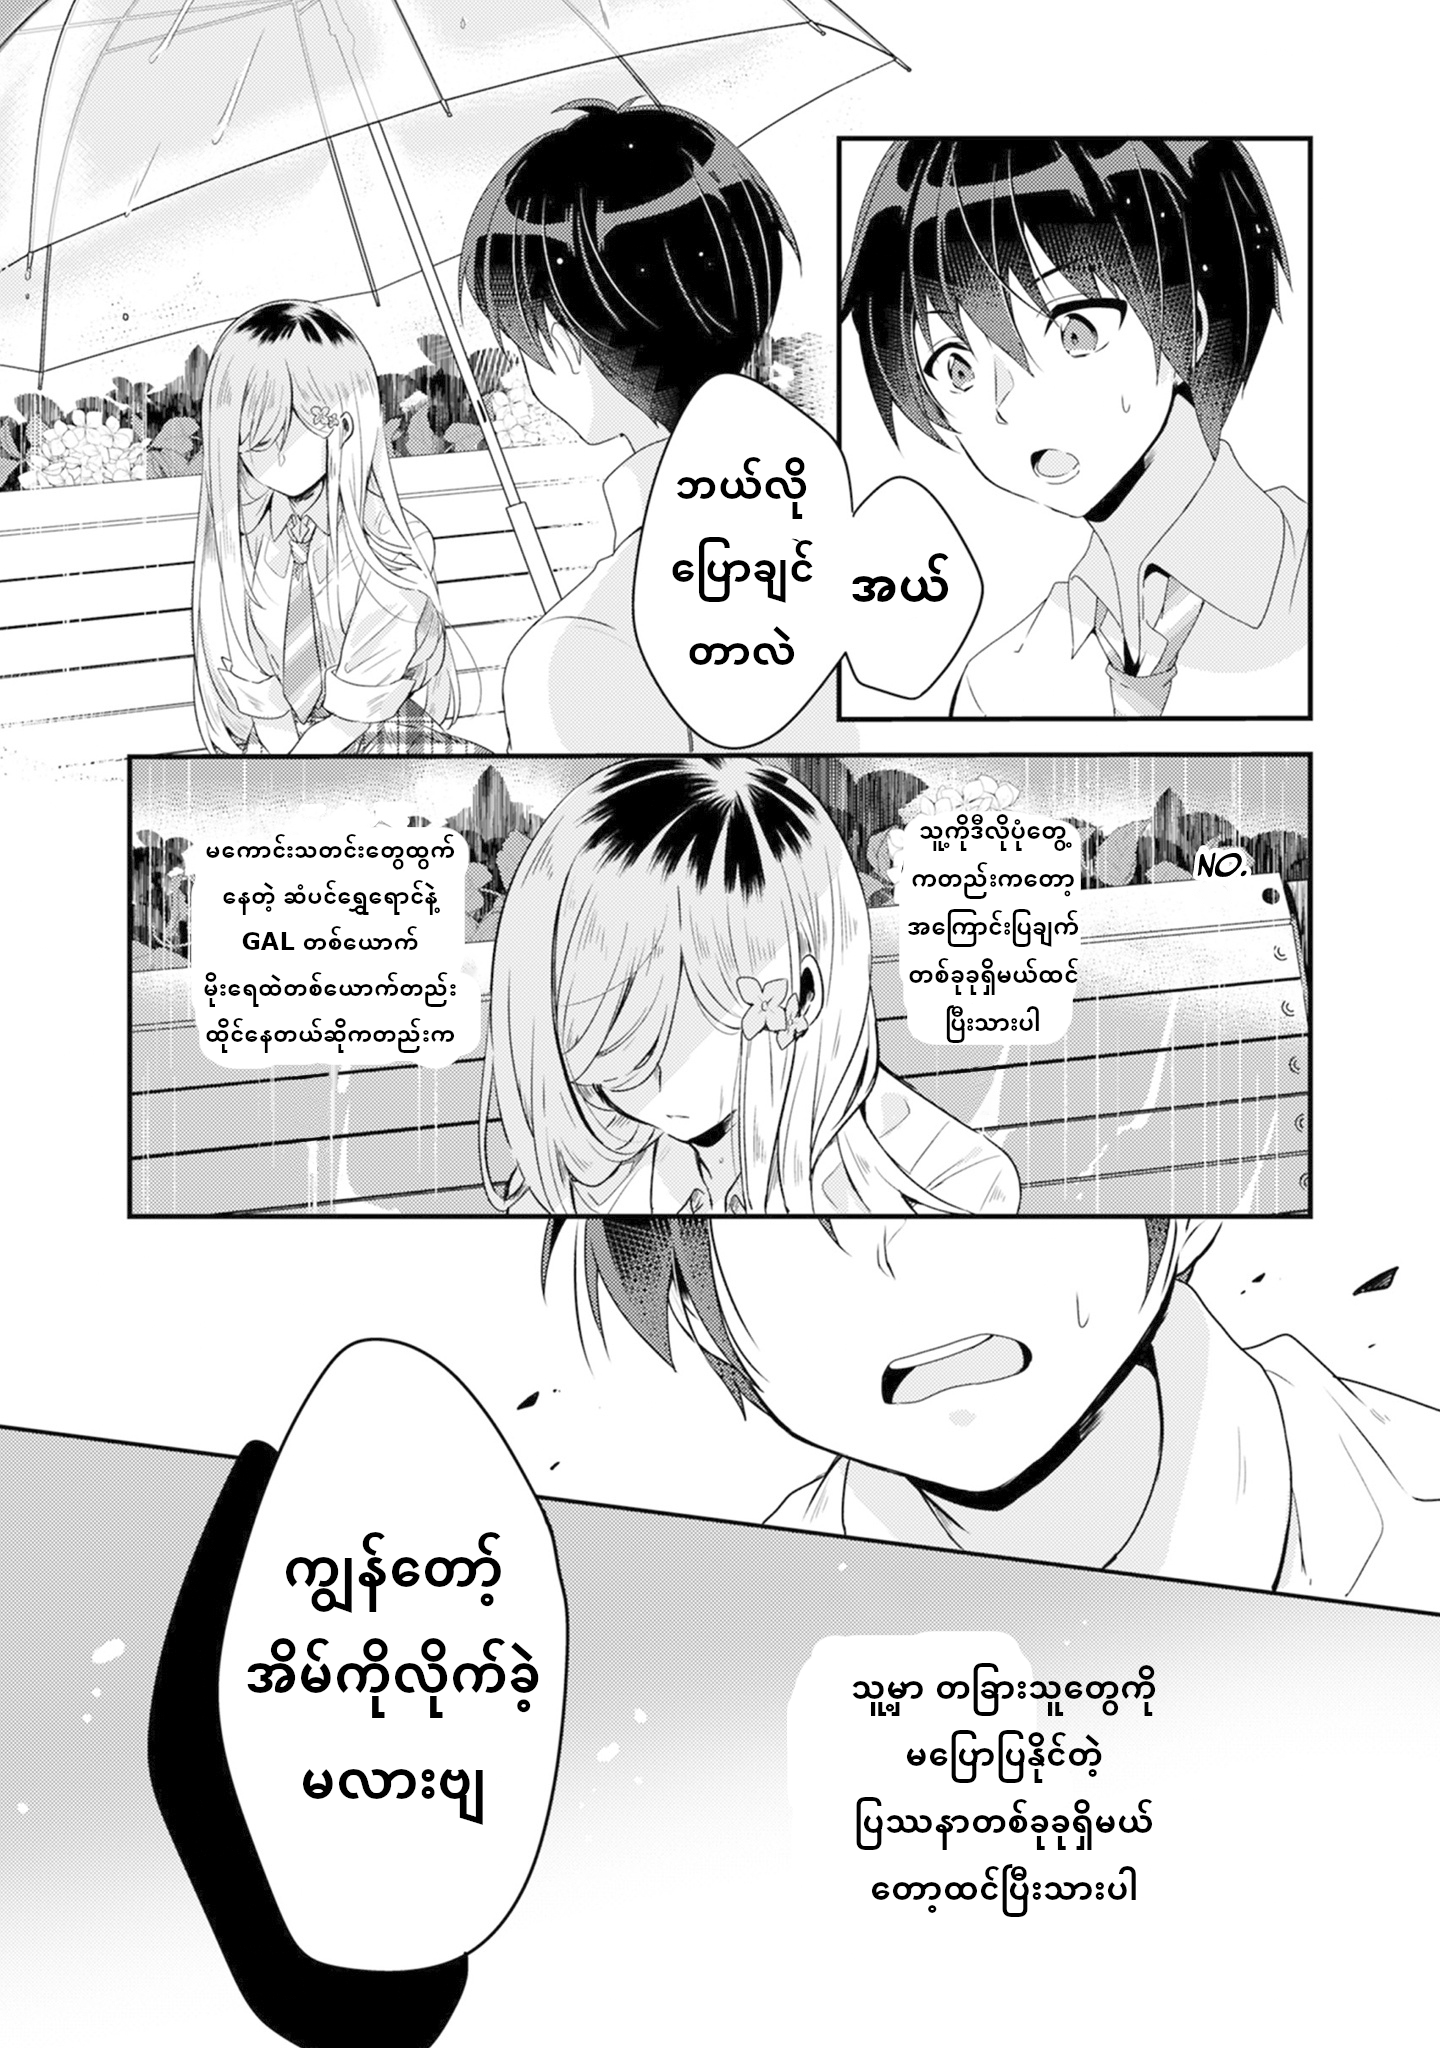 အယ်
ဘယ်လို
ပြောချင်
တာလဲ
NO.
သူ့ကိုဒီလိုပုံတွေ့
ကတည်းကတော့
အကြောင်းပြချက်
တစ်ခုခုရှိမယ်ထင်
ပြီးသားပါ
မကောင်းသတင်းတွေထွက်
နေတဲ့ ဆံပင်ရွှေရောင်နဲ့
GAL တစ်ယောက်
မိုးရေထဲတစ်ယောက်တည်း
ထိုင်နေတယ်ဆိုကတည်းက
ကျွန်တော့်
အိမ်ကိုလိုက်ခဲ့
မလားဗျ
သူ့မှာ တခြားသူတွေကို
မပြောပြနိုင်တဲ့
ပြဿနာတစ်ခုခုရှိမယ်
တော့ထင်ပြီးသားပါ